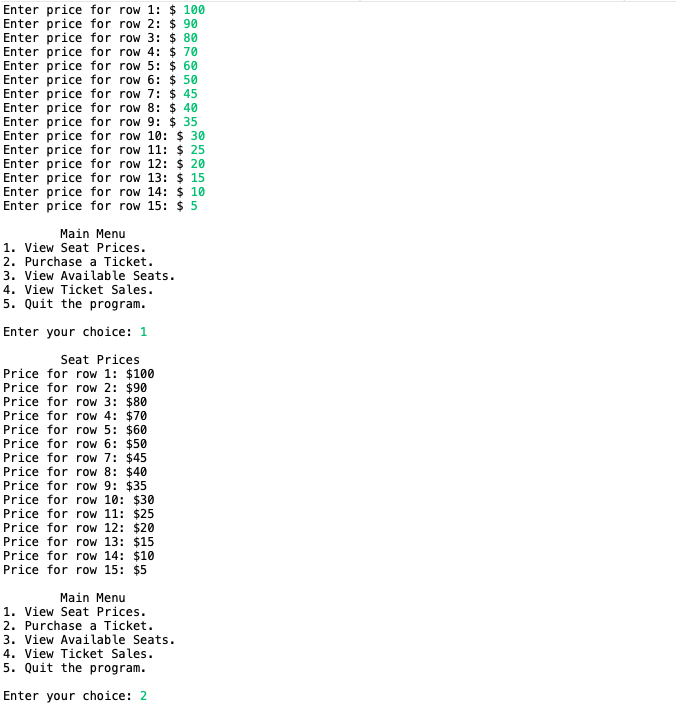 Enter price for row 1: $ 100
Enter price for row 2: $ 90
Enter price for row 3: $ 80
Enter price for row 4: $ 70
Enter price for row 5: $ 60
Enter price for row 6: $ 50
Enter price for row 7: $ 45
Enter price for row 8: $ 40
Enter price for row 9: $ 35
Enter price for row 10: $ 30
Enter price for row 11: $ 25
Enter price for row 12: $ 20
Enter price for row 13: $ 15
Enter price for row 14: $ 10
Enter price for row 15: $ 5
Main Menu
1. View Seat Prices.
2. Purchase a Ticket.
3. View Available Seats.
4. View Ticket Sales.
5. Quit the program.
Enter your choice: 1
Seat Prices
Price for row 1: $100
Price for row 2: $90
Price for row 3: $80
Price for row 4: $70
Price for row 5: $60
Price for row 6: $50
Price for row 7: $45
Price for row 8: $40
Price for row 9: $35
Price for row 10: $30
Price for row 11: $25
Price for row 12: $20
Price for row 13: $15
Price for row 14: $10
Price for row 15: $5
Main Menu
1. View Seat Prices.
2. Purchase a Ticket.
3. View Available Seats.
4. View Ticket Sales.
5. Quit the program.
Enter your choice: 2